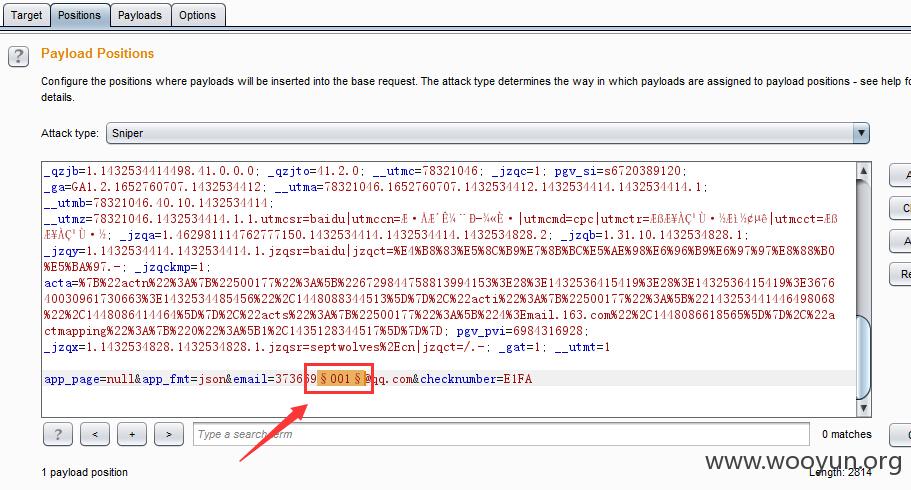 Target Positions Payloads Options
? Payload Positions
Configure the positions where payloads will be inserted into the base request. The attack type determines the way in which payloads are assigned to payload positions - see help fo
details.
Attack type: Sniper
_qzjb=1.1432534414498.41.0.0.0; _qzjto=41.2.0; __utmc=78321046; _jzqc=1; pgv_si=s6720389120;
_ga=GA1.2.1652760707.1432534412; __utma=78321046.1652760707.1432534412.1432534414.1432534414.1;
__utmb=78321046.40.10.1432534414;
__utmz=78321046.1432534414.1.1.utmcsr=baidu|utmccn=
|utmcmd=cpc|utmctr=
|utmcct=
; _jzqa=1.462981114762777150.1432534414.1432534414.1432534828.2; _jzqb=1.31.10.1432534828.1;
_jzqy=1.1432534414.1432534414.1.jzqsr=baidu|jzqct=%E4%B8%83%E5%8C%B9%E7%8B%BC%E5%AE%98%E6%96%B9%E6%97%97%E8%88%B0
%E5%BA%97.-; _jzqckmp=1;
acta=%7B%22actn%22%3A%7B%22500177%22%3A%5B%226729844758813994153%3E28%3E1432536415419%3E28%3E1432536415419%3E3676
40030961730663%3E1432534485456%22%2C1448088344513%5D%7D%2C%22acti%22%3A%7B%22500177%22%3A%5B%2214325344144649806​8
%22%2C1448086414464%5D%7D%2C%22acts%22%3A%7B%22500177%22%3A%5B%224%3Email.163.com%22%2C1448086618565%5D%7D%2C%22a
ctmapping%22%3A%7B%220%22%3A%5B1%2C1435128344517%5D%7D%7D; pgv_pvi=6984316928;
_jzqx=1.1432534828.1432534828.1.jzqsr=septwolves%2Ecn|jzqct=/.-; _gat=1; __utmt=1
app_page=null&app_fmt=json&email=373669§001§@qq.com&checknumber=E1FA
? < + > Type a search term 0 matches
1 payload position Length: 2814
www.wooyun.org